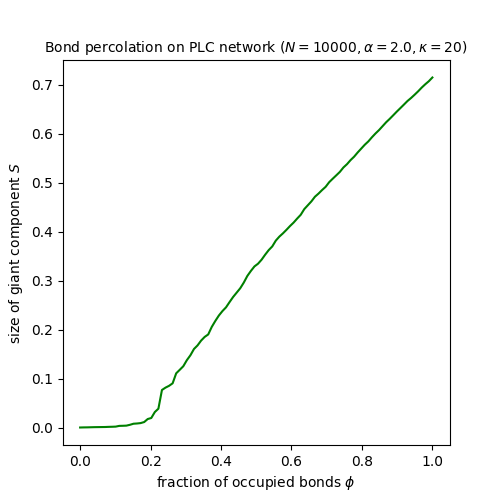 Bond percolation on PLC network (N = 10000, α = 2.0, κ = 20)
0.7
0.6
0.5
0.4
0.3
0.2
0.1
0.0
size of giant component S
0.0 0.2 0.4 0.6 0.8 1.0
fraction of occupied bonds ϕ